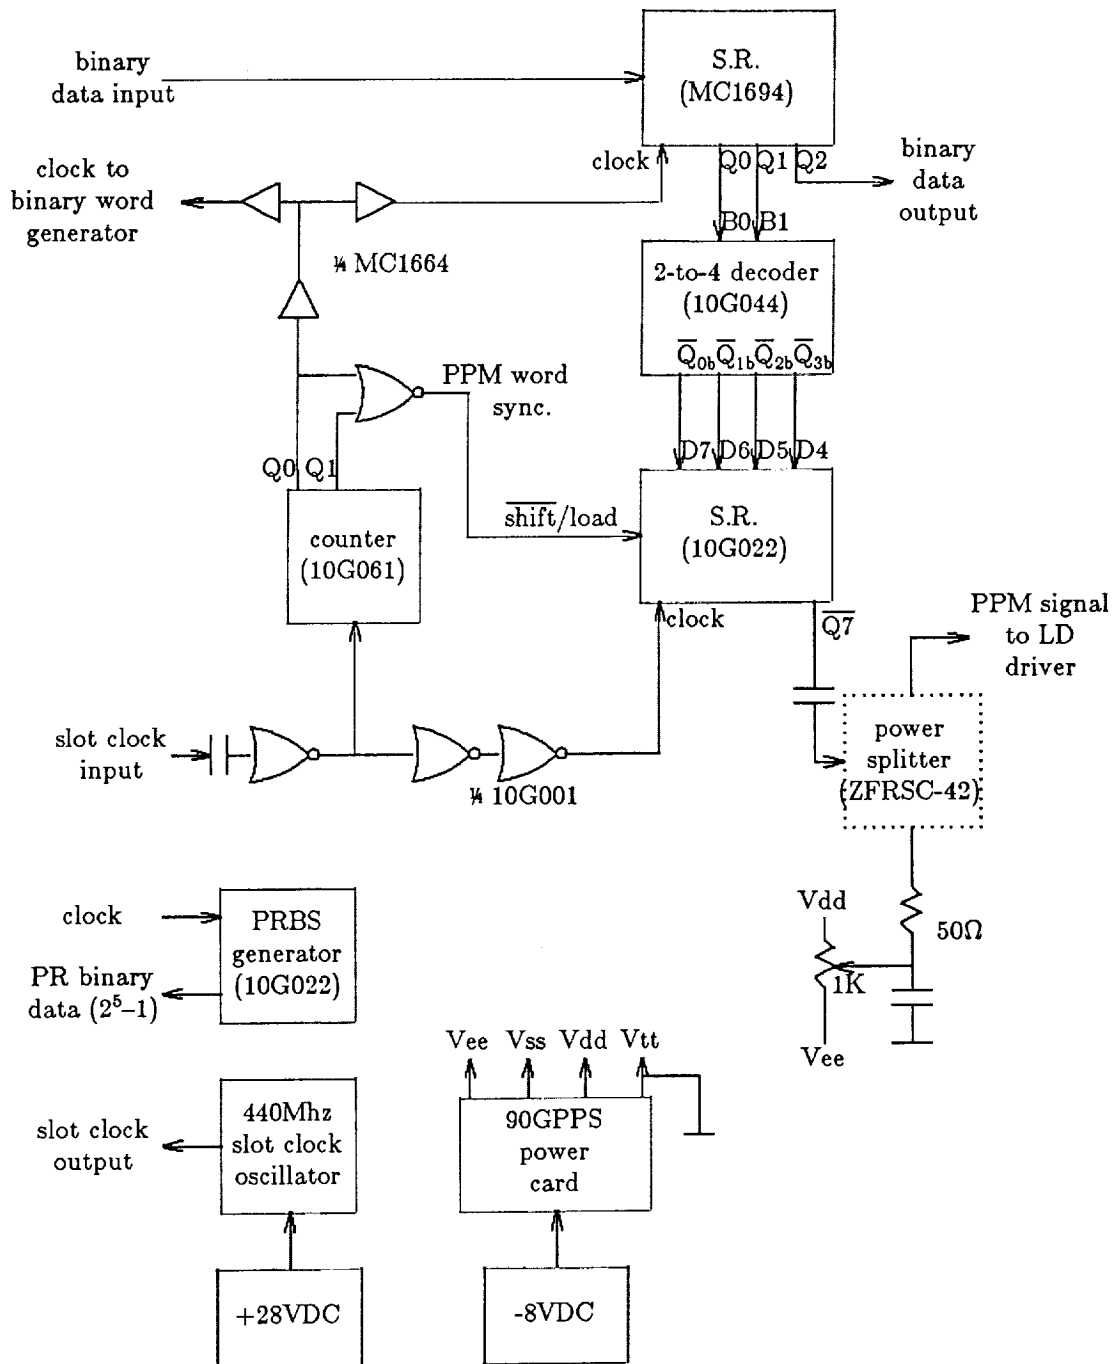 binary
data input
S.R.
(MC1694)
clock
Q0 Q1 Q2
binary
data
output
clock to
binary word
generator
¼ MC1664
B0 B1
2-to-4 decoder
(10G044)
Q̅0b Q̅1b Q̅2b Q̅3b
PPM word
sync.
Q0 Q1
D7 D6 D5 D4
counter
(10G061)
s̅h̅i̅f̅t̅/load
S.R.
(10G022)
clock
Q̅7̅
PPM signal
to LD
driver
slot clock
input
¼ 10G001
power
splitter
(ZFRSC-42)
clock
PRBS
generator
(10G022)
PR binary
data (2⁵–1)
Vdd
50Ω
1K
Vee
Vee Vss Vdd Vtt
slot clock
output
440Mhz
slot clock
oscillator
90GPPS
power
card
+28VDC
-8VDC